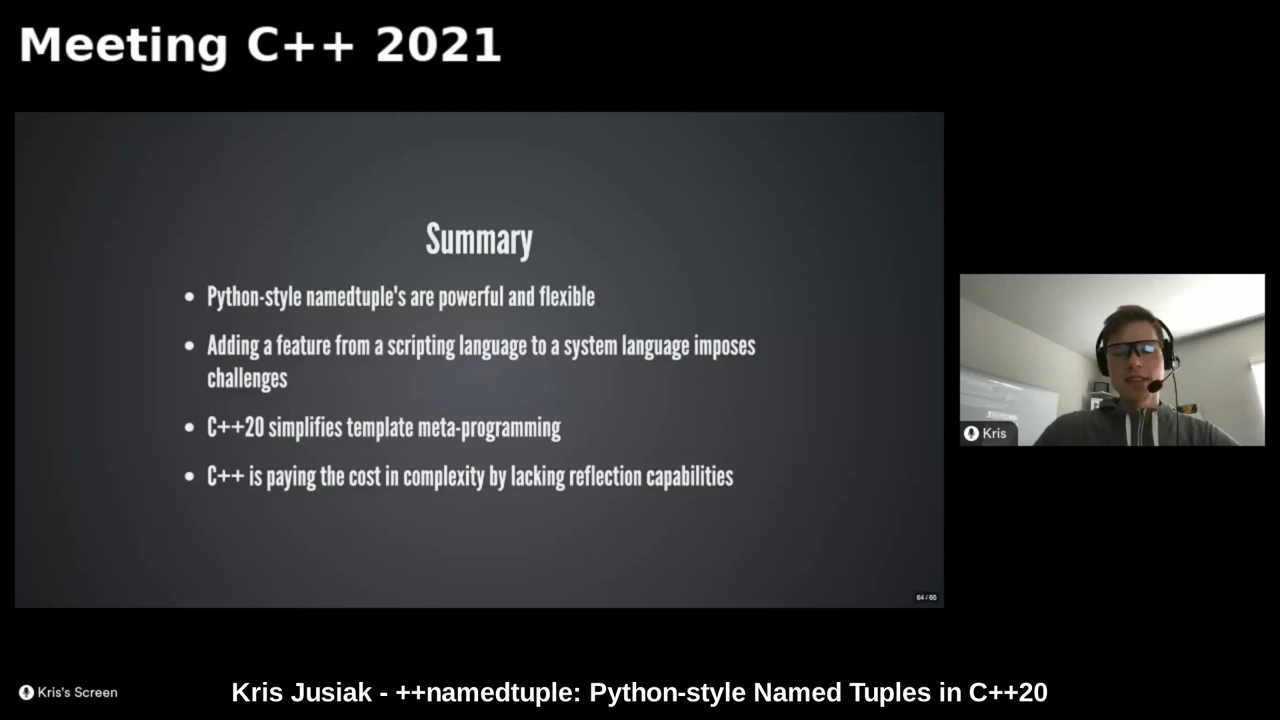 Meeting C++ 2021
Summary
Python-style namedtuple's are powerful and flexible
Adding a feature from a scripting language to a system language imposes
challenges
C++20 simplifies template meta-programming
C++ is paying the cost in complexity by lacking reflection capabilities
64 / 66
Kris
Kris's Screen
Kris Jusiak - ++namedtuple: Python-style Named Tuples in C++20